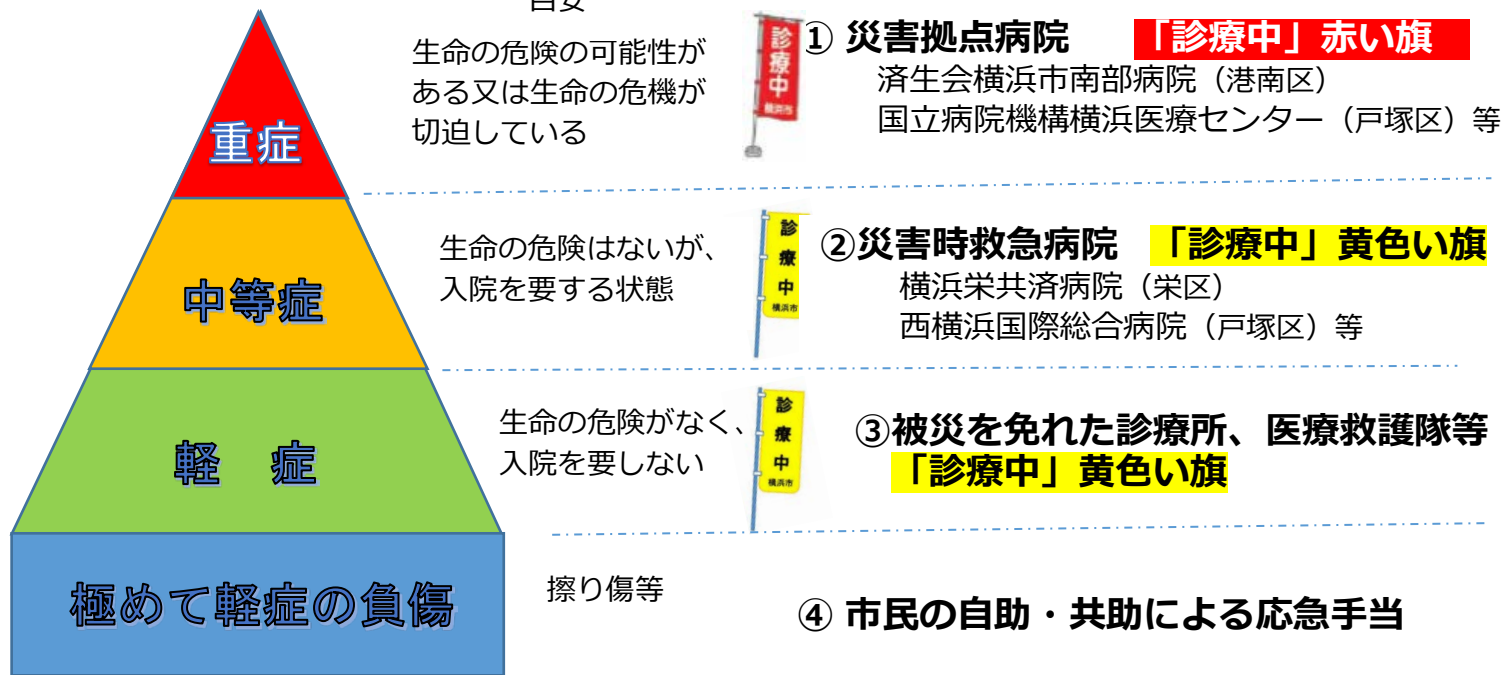 目安
重症
生命の危険の可能性が
ある又は生命の危機が
切迫している
診療中
横浜市
① 災害拠点病院 「診療中」赤い旗
済生会横浜市南部病院（港南区）
国立病院機構横浜医療センター（戸塚区）等
中等症
生命の危険はないが、
入院を要する状態
診療中
横浜市
②災害時救急病院 「診療中」黄色い旗
横浜栄共済病院（栄区）
西横浜国際総合病院（戸塚区）等
軽 症
生命の危険がなく、
入院を要しない
診療中
横浜市
③被災を免れた診療所、医療救護隊等
「診療中」黄色い旗
極めて軽症の負傷
擦り傷等
④ 市民の自助・共助による応急手当